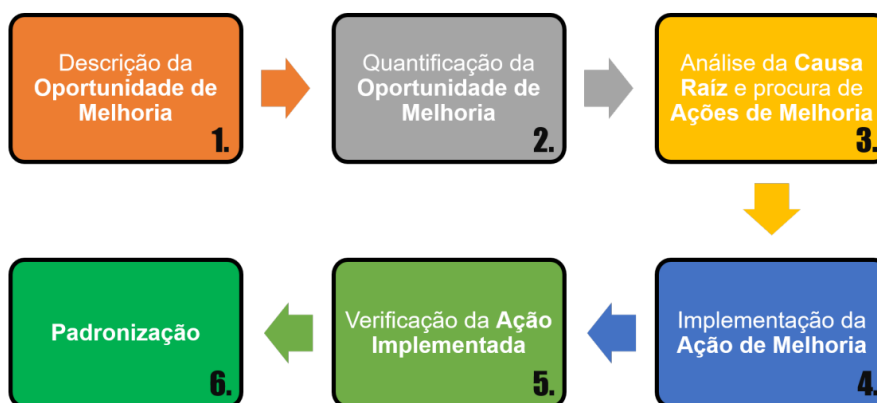 Descrição da
Oportunidade de
Melhoria
1.
Quantificação da
Oportunidade de
Melhoria
2.
Análise da Causa
Raíz e procura de
Ações de Melhoria
3.
Implementação da
Ação de Melhoria
4.
Verificação da Ação
Implementada
5.
Padronização
6.